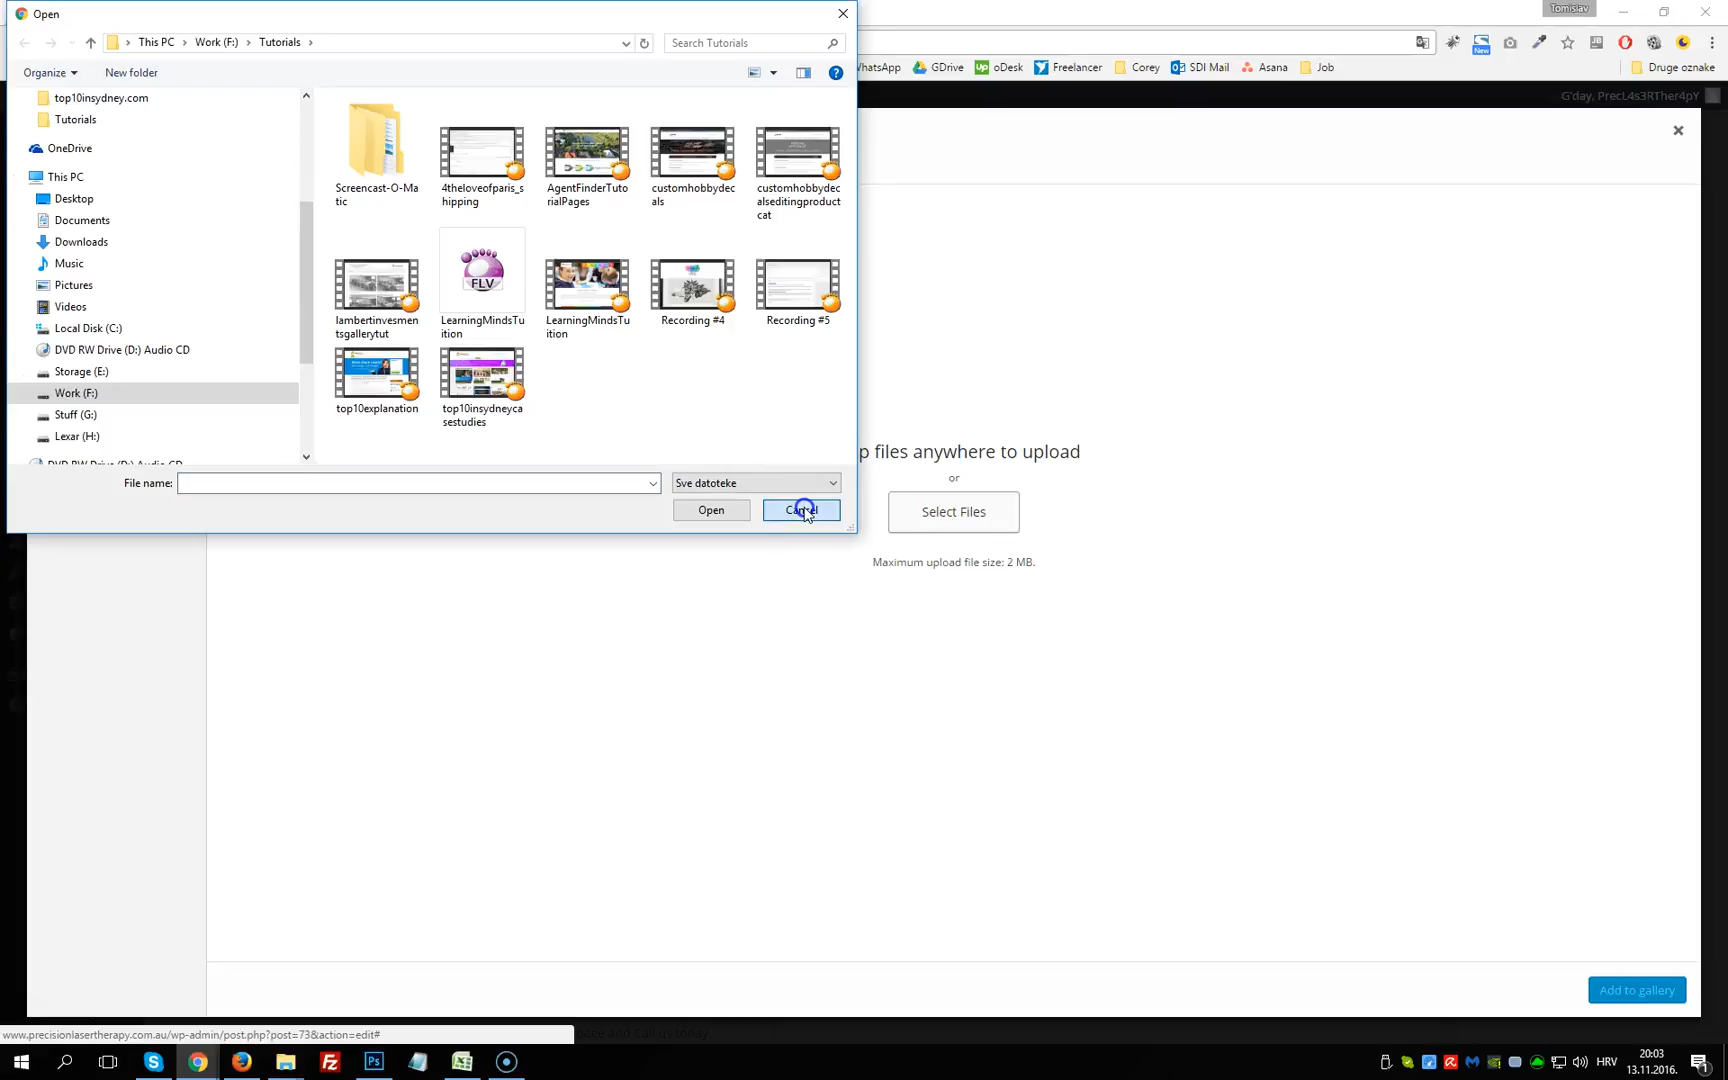 Open
Tomislav
This PC > Work (F:) > Tutorials >
Search Tutorials
New
WhatsApp GDrive oDesk Freelancer Corey SDI Mail Asana Job Druge oznake
Organize New folder
G'day, PrecL4s3RTher4pY
top10insydney.com
Tutorials
OneDrive
This PC
Desktop
Documents
Downloads
Music
Pictures
Videos
Local Disk (C:)
DVD RW Drive (D:) Audio CD
Storage (E:)
Work (F:)
Stuff (G:)
Lexar (H:)
DVD RW Drive (D:) Audio CD
Screencast-O-Ma
tic
4theloveofparis_s
hipping
AgentFinderTuto
rialPages
customhobbydec
als
customhobbydec
alseditingproduct
cat
FLV
lambertinvesmen
tsgallerytut
LearningMindsTu
ition
LearningMindsTu
ition
Recording #4
Recording #5
top10explanation
top10insydneyca
sestudies
File name:
Sve datoteke
Open Cancel
p files anywhere to upload
or
Select Files
Maximum upload file size: 2 MB.
Add to gallery
www.precisionlasertherapy.com.au/wp-admin/post.php?post=73&action=edit#
and Call us today
HRV
20:03
13.11.2016.